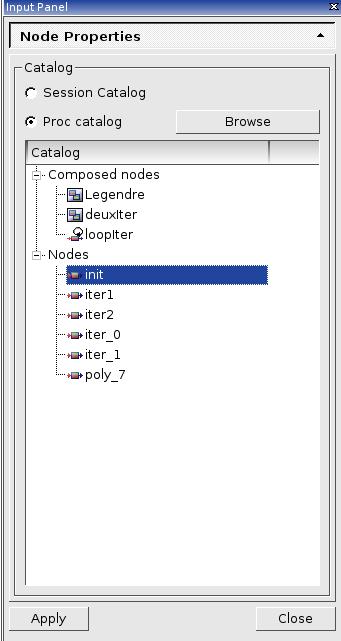 Input Panel
Node Properties
Catalog
Session Catalog
Proc catalog
Browse
Catalog
Composed nodes
Legendre
deuxIter
loopIter
Nodes
init
iter1
iter2
iter_0
iter_1
poly_7
Apply
Close